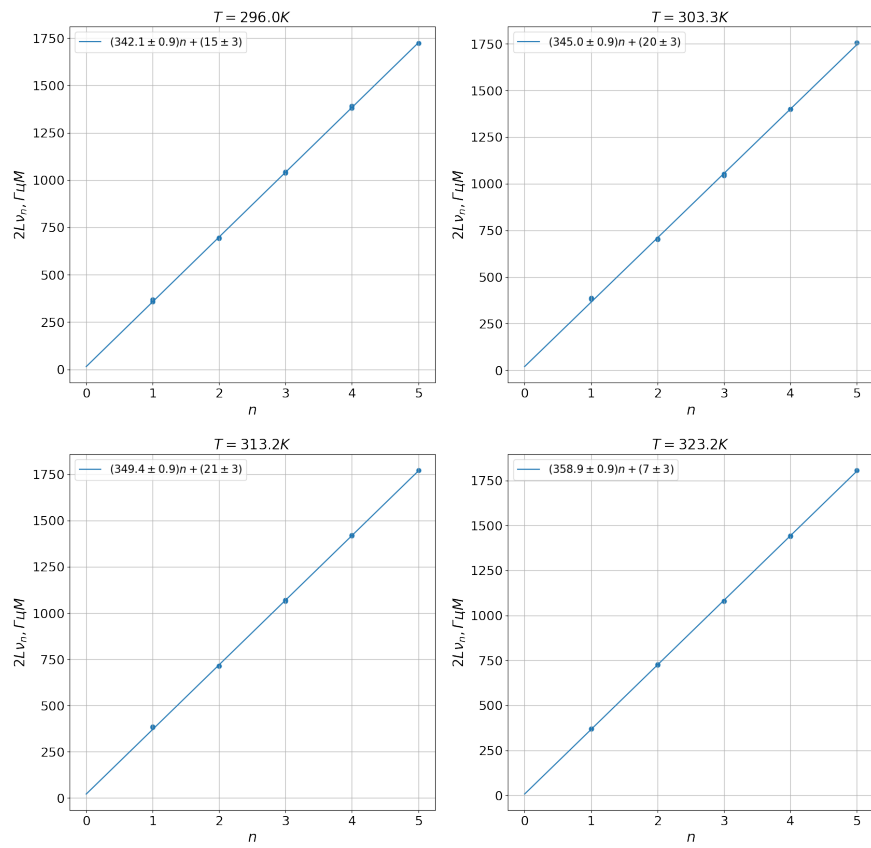 T = 296.0K
(342.1 ± 0.9)n + (15 ± 3)
1750
1500
1250
1000
750
500
250
0
2Lν_n, ГцМ
0 1 2 3 4 5
n
T = 303.3K
(345.0 ± 0.9)n + (20 ± 3)
1750
1500
1250
1000
750
500
250
0
2Lν_n, ГцМ
0 1 2 3 4 5
n
T = 313.2K
(349.4 ± 0.9)n + (21 ± 3)
1750
1500
1250
1000
750
500
250
0
2Lν_n, ГцМ
0 1 2 3 4 5
n
T = 323.2K
(358.9 ± 0.9)n + (7 ± 3)
1750
1500
1250
1000
750
500
250
0
2Lν_n, ГцМ
0 1 2 3 4 5
n